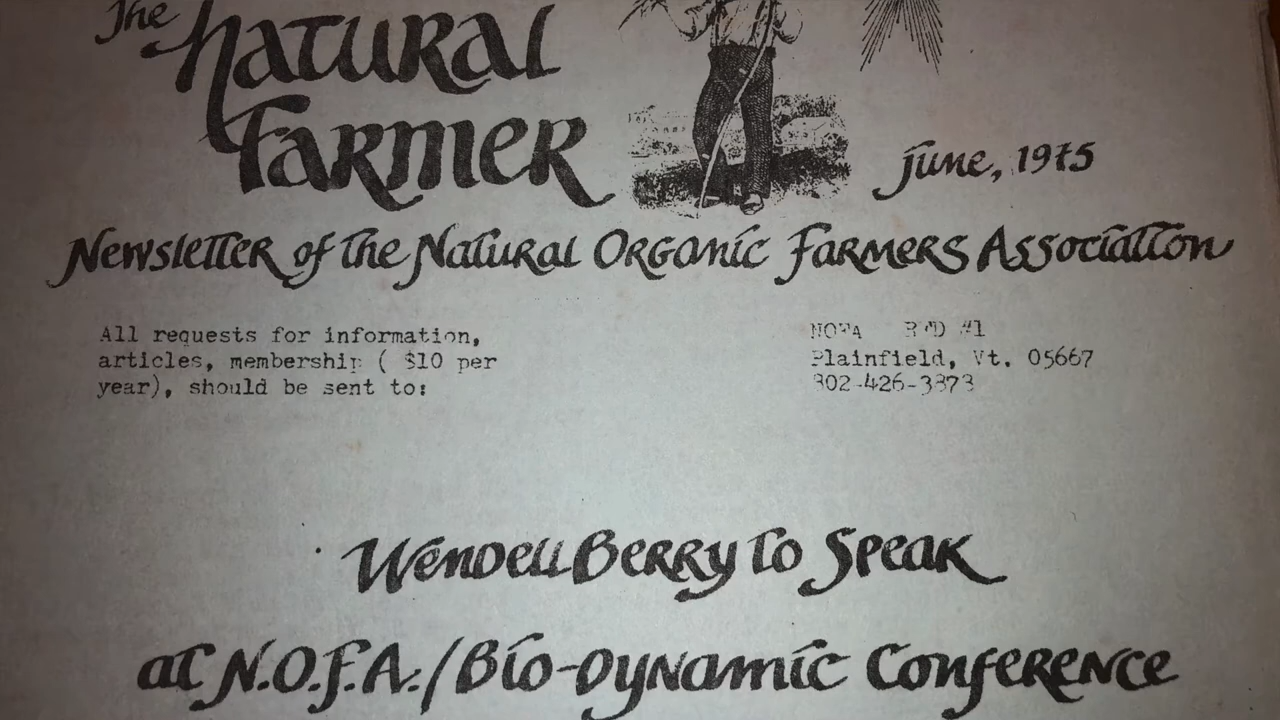 The Natural
Farmer
june, 1975
Newsletter of the Natural Organic Farmers Association
All requests for information,
articles, membership ( $10 per
year), should be sent to:
NOFA RFD #1
Plainfield, Vt. 05667
802-426-3373
Wendell Berry to Speak
at N.O.F.A./Bio-Dynamic Conference